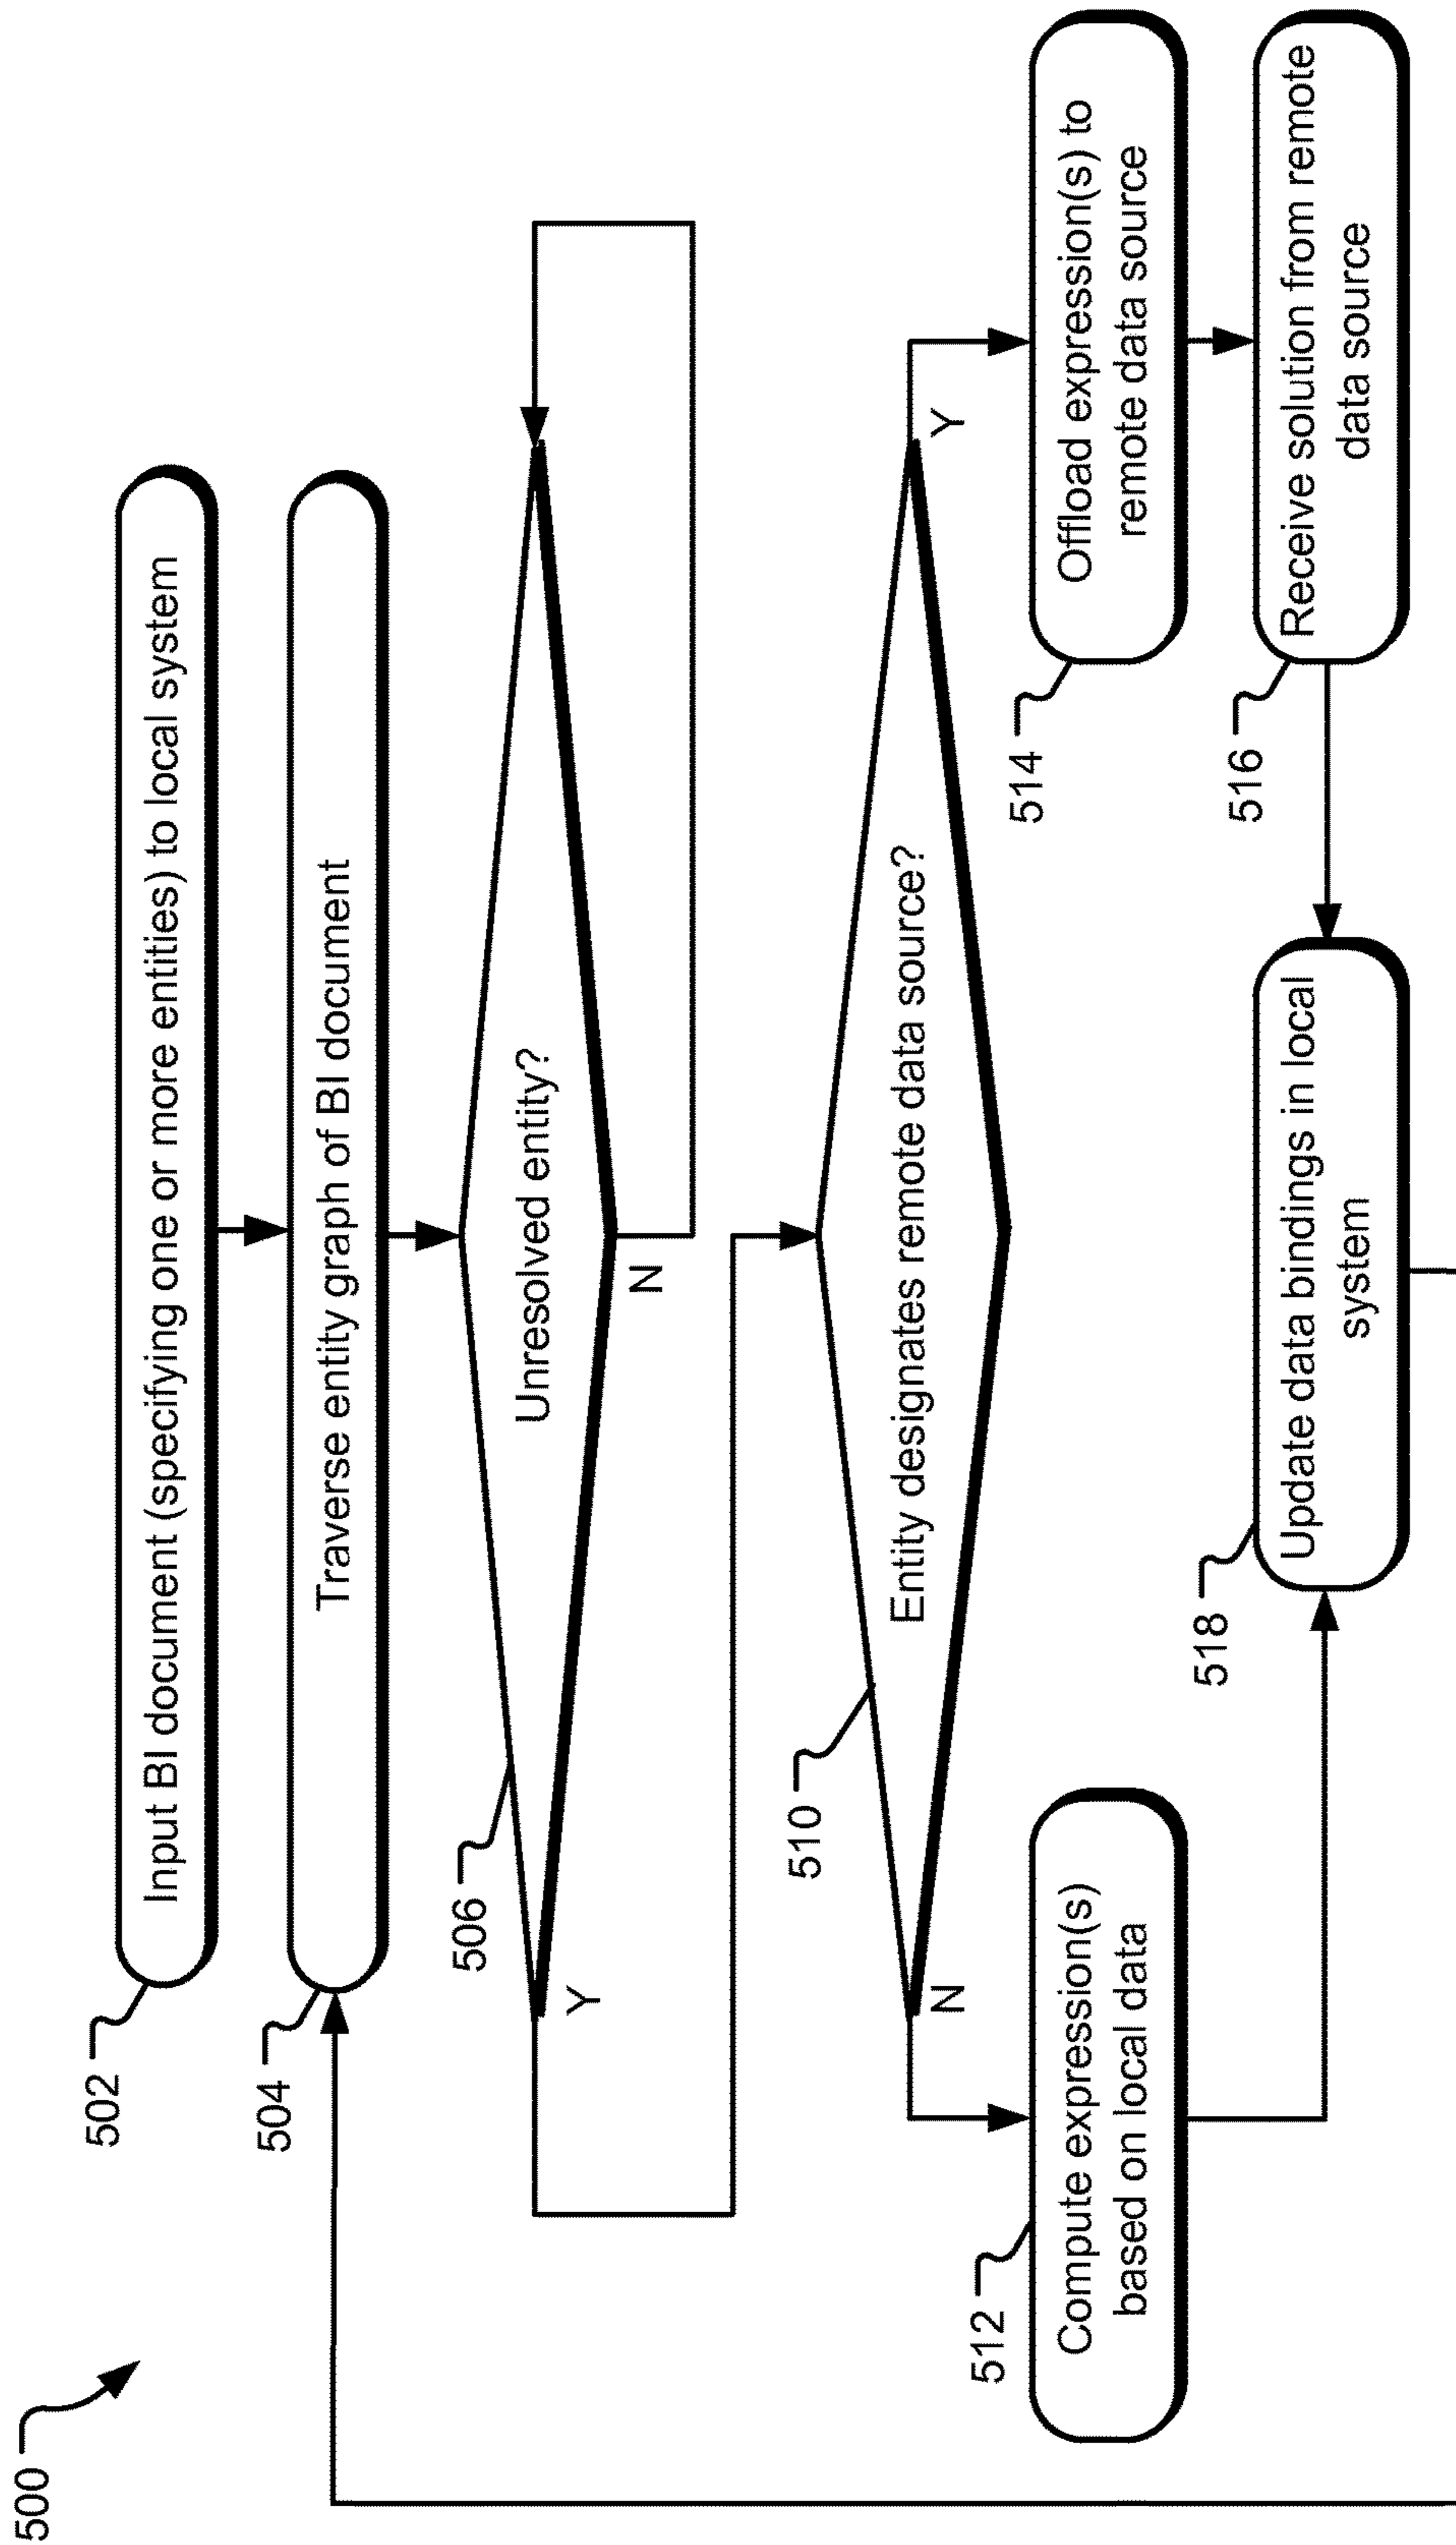 500
502
Input BI document (specifying one or more entities) to local system
504
Traverse entity graph of BI document
506
Unresolved entity?
Y
N
510
Entity designates remote data source?
N
Y
512
Compute expression(s)
based on local data
514
Offload expression(s) to
remote data source
516
Receive solution from remote
data source
518
Update data bindings in local
system